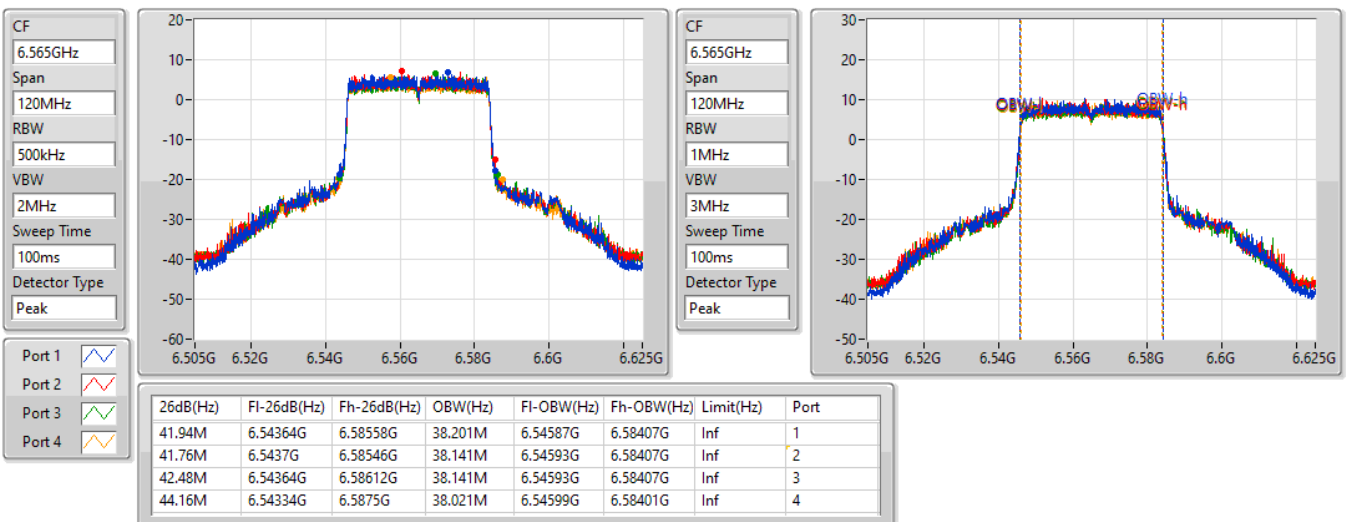 CF
6.565GHz
Span
120MHz
RBW
500kHz
VBW
2MHz
Sweep Time
100ms
Detector Type
Peak
20
10
0
-10
-20
-30
-40
-50
-60
6.505G 6.52G 6.54G 6.56G 6.58G 6.6G 6.625G
CF
6.565GHz
Span
120MHz
RBW
1MHz
VBW
3MHz
Sweep Time
100ms
Detector Type
Peak
30
20
10
0
-10
-20
-30
-40
-50
OBW-h
6.505G 6.52G 6.54G 6.56G 6.58G 6.6G 6.625G
Port 1
Port 2
Port 3
Port 4
26dB(Hz) Fl-26dB(Hz) Fh-26dB(Hz) OBW(Hz) Fl-OBW(Hz) Fh-OBW(Hz) Limit(Hz) Port
41.94M 6.54364G 6.58558G 38.201M 6.54587G 6.58407G Inf 1
41.76M 6.5437G 6.58546G 38.141M 6.54593G 6.58407G Inf 2
42.48M 6.54364G 6.58612G 38.141M 6.54593G 6.58407G Inf 3
44.16M 6.54334G 6.5875G 38.021M 6.54599G 6.58401G Inf 4